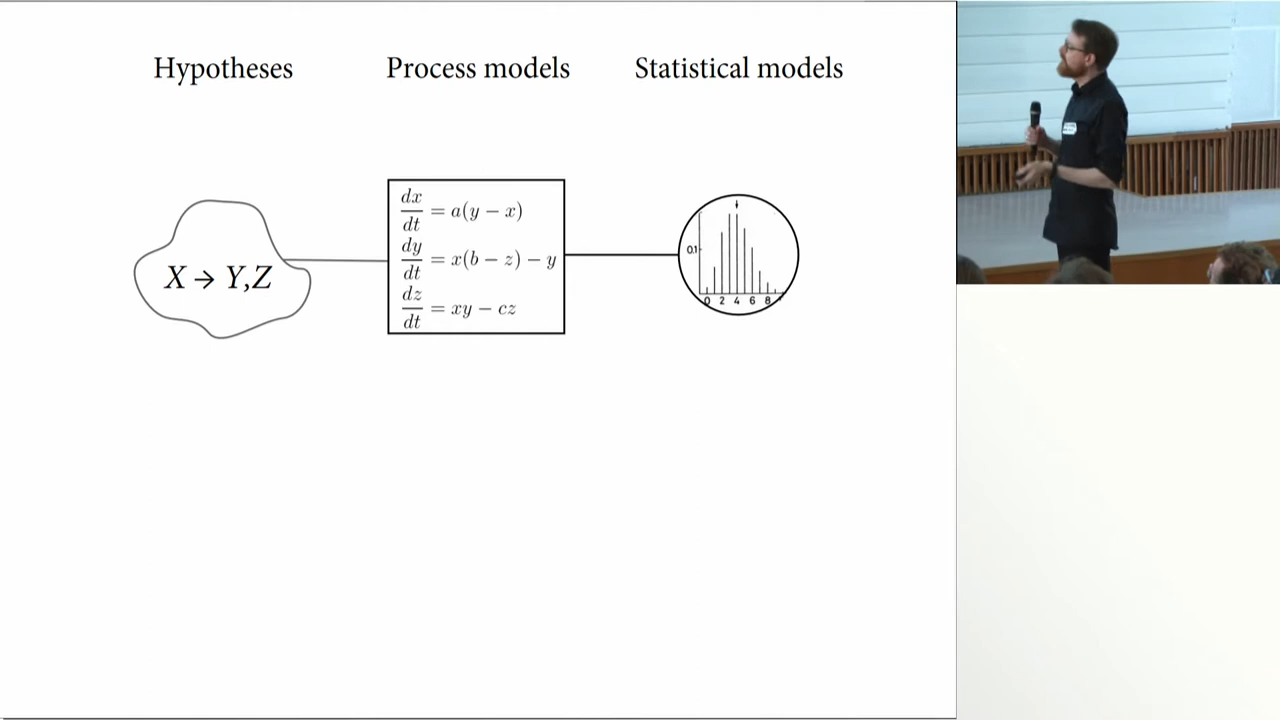 Hypotheses
Process models
Statistical models
X → Y,Z
dx/dt = a(y − x)
dy/dt = x(b − z) − y
dz/dt = xy − cz
0.1
0 2 4 6 8